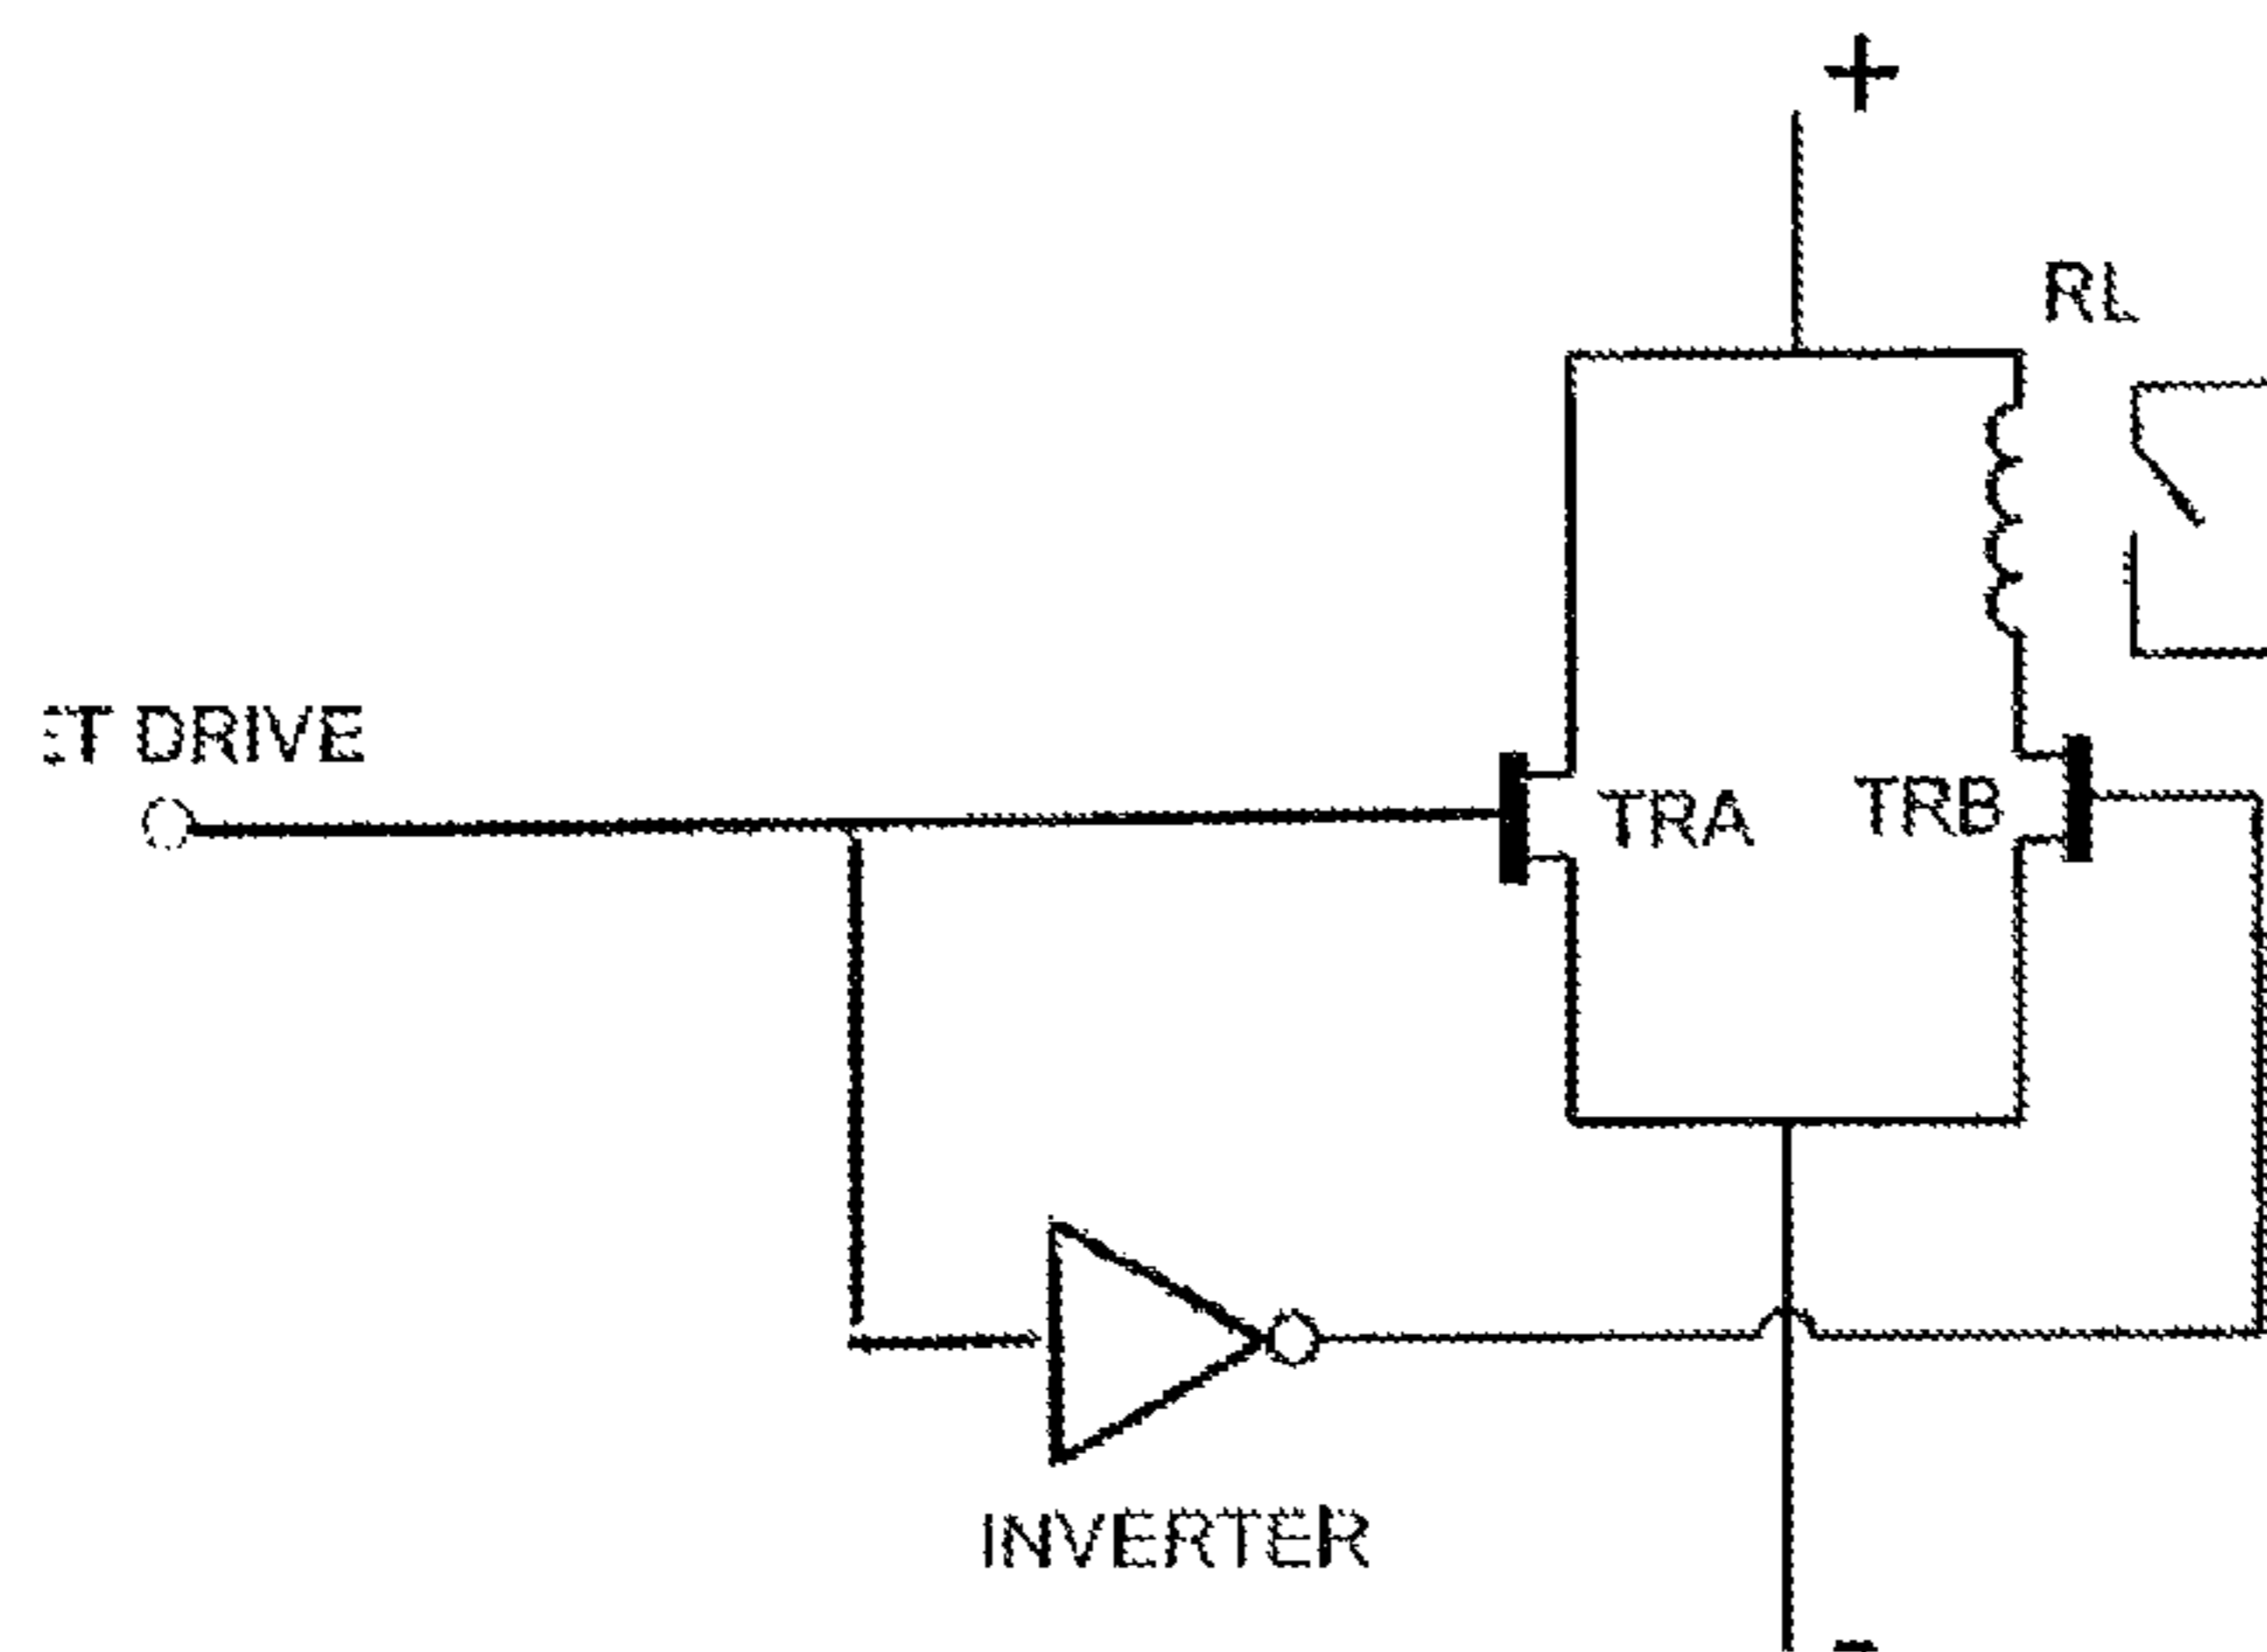 +
RL
T DRIVE
TRA
TRB
INVERTER
-